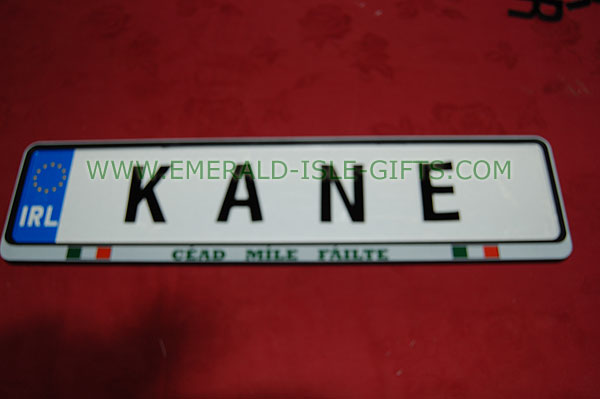 WWW.EMERALD-ISLE-GIFTS.COM
KANE
IRL
CÉAD MÍLE FÁILTE